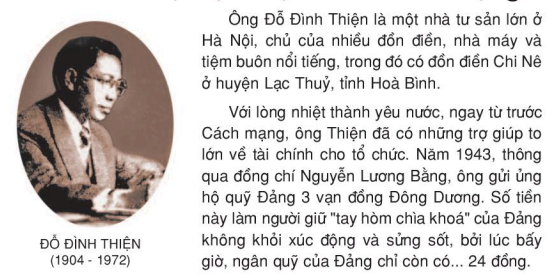 Ông Đỗ Đình Thiện là một nhà tư sản lớn ở
Hà Nội, chủ của nhiều đồn điền, nhà máy và
tiệm buôn nổi tiếng, trong đó có đồn điền Chi Nê
ở huyện Lạc Thuỷ, tỉnh Hoà Bình.
Với lòng nhiệt thành yêu nước, ngay từ trước
Cách mạng, ông Thiện đã có những trợ giúp to
lớn về tài chính cho tổ chức. Năm 1943, thông
qua đồng chí Nguyễn Lương Bằng, ông gửi ủng
hộ quỹ Đảng 3 vạn đồng Đông Dương. Số tiền
này làm người giữ "tay hòm chìa khoá" của Đảng
không khỏi xúc động và sửng sốt, bởi lúc bấy
giờ, ngân quỹ của Đảng chỉ còn có... 24 đồng.
ĐỖ ĐÌNH THIỆN
(1904 - 1972)